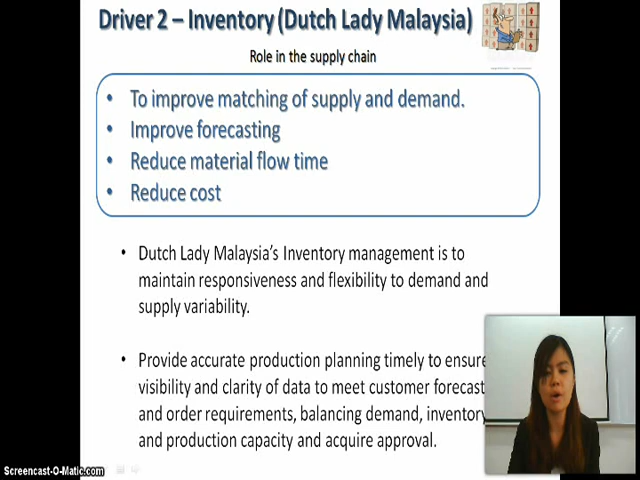 Driver 2 – Inventory (Dutch Lady Malaysia)
Role in the supply chain
• To improve matching of supply and demand.
• Improve forecasting
• Reduce material flow time
• Reduce cost
• Dutch Lady Malaysia's Inventory management is to
maintain responsiveness and flexibility to demand and
supply variability.
• Provide accurate production planning timely to ensure
visibility and clarity of data to meet customer forecast
and order requirements, balancing demand, inventory
and production capacity and acquire approval.
Screencast-O-Matic.com